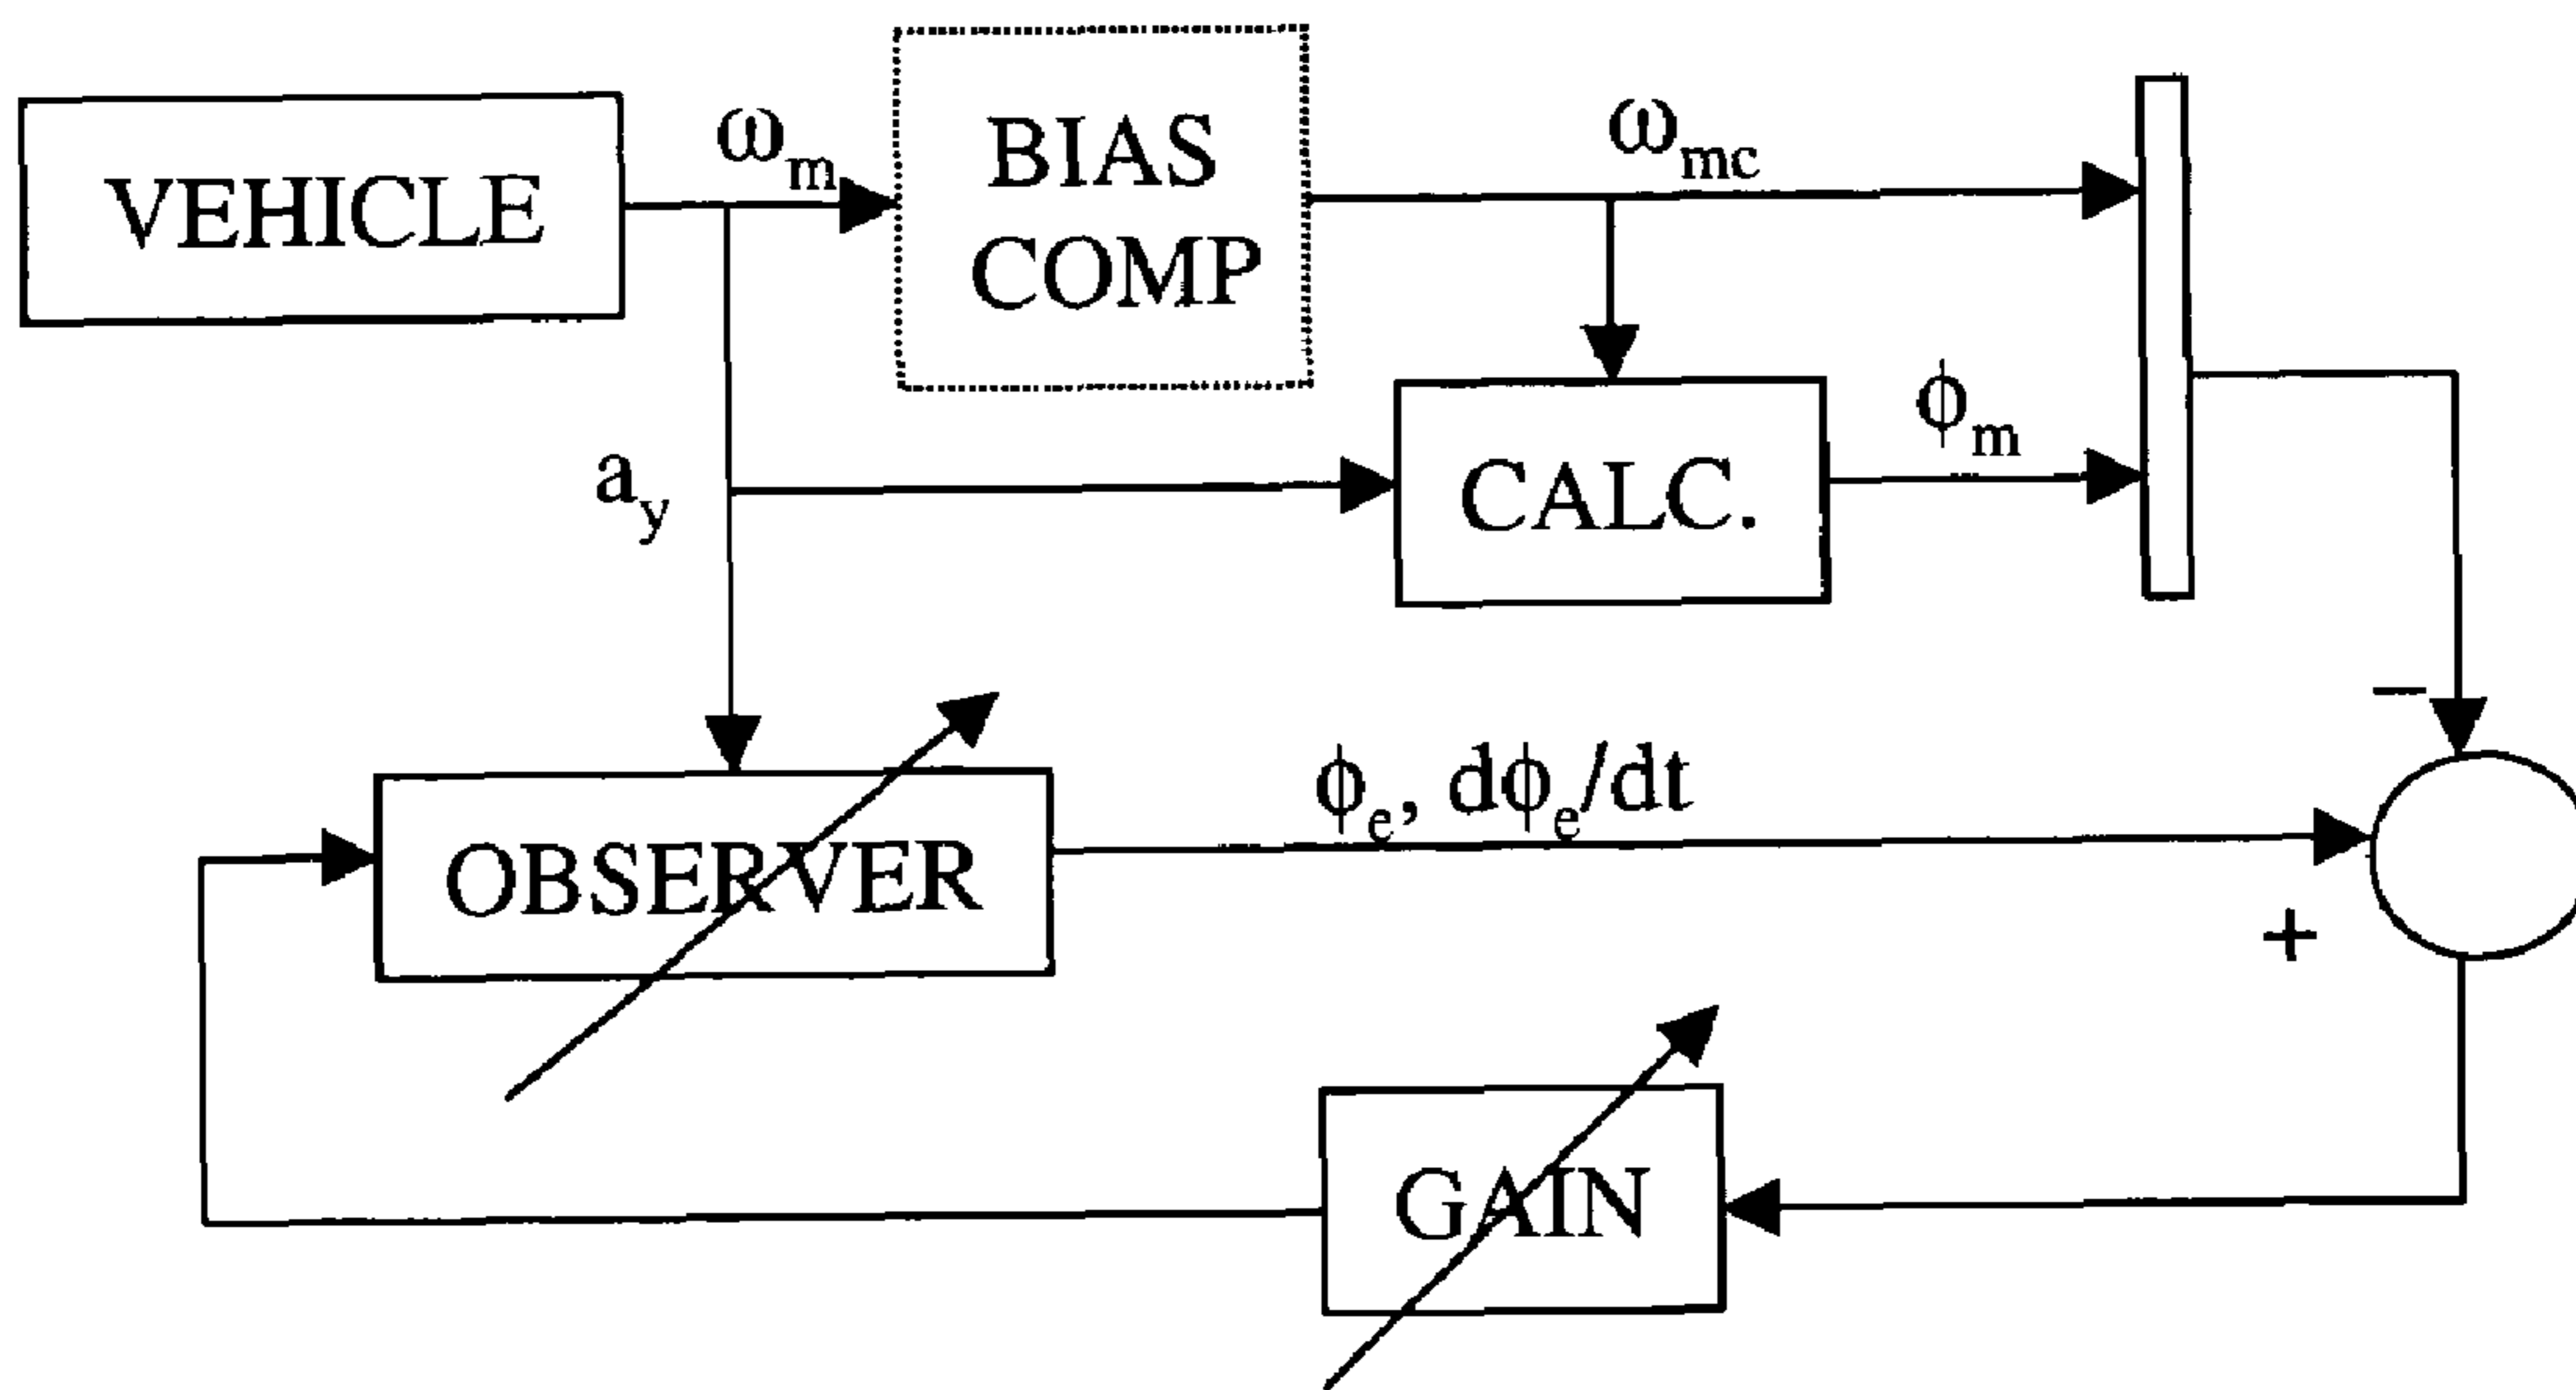 VEHICLE
ωm
BIAS
COMP
ωmc
ay
CALC.
ϕm
−
OBSERVER
ϕe, dϕe/dt
+
GAIN